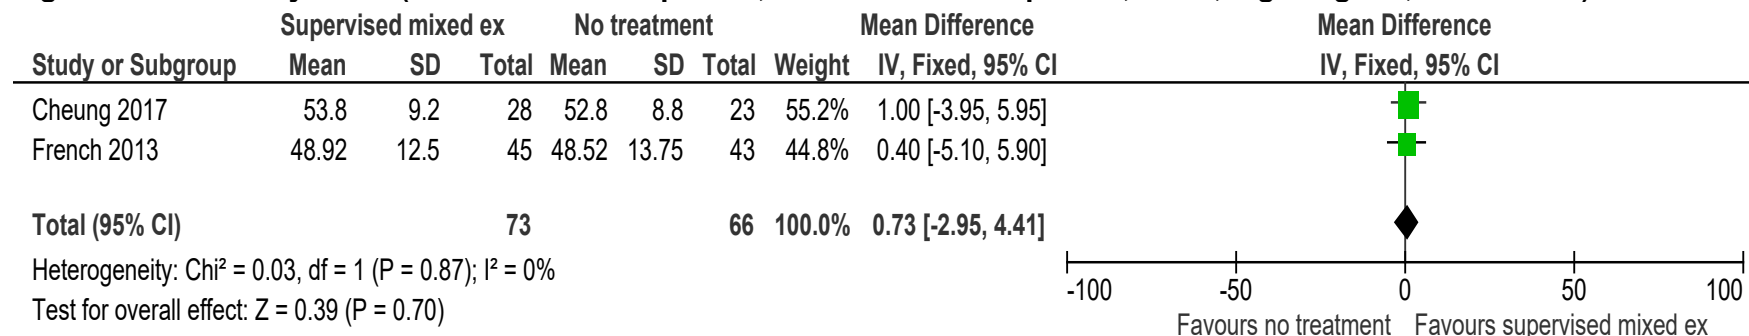 Supervised mixed ex No treatment Mean Difference Mean Difference
Study or Subgroup Mean SD Total Mean SD Total Weight IV, Fixed, 95% CI IV, Fixed, 95% CI
Cheung 2017 53.8 9.2 28 52.8 8.8 23 55.2% 1.00 [-3.95, 5.95]
French 2013 48.92 12.5 45 48.52 13.75 43 44.8% 0.40 [-5.10, 5.90]
Total (95% CI) 73 66 100.0% 0.73 [-2.95, 4.41]
Heterogeneity: Chi² = 0.03, df = 1 (P = 0.87); I² = 0%
Test for overall effect: Z = 0.39 (P = 0.70)
-100 -50 0 50 100
Favours no treatment Favours supervised mixed ex